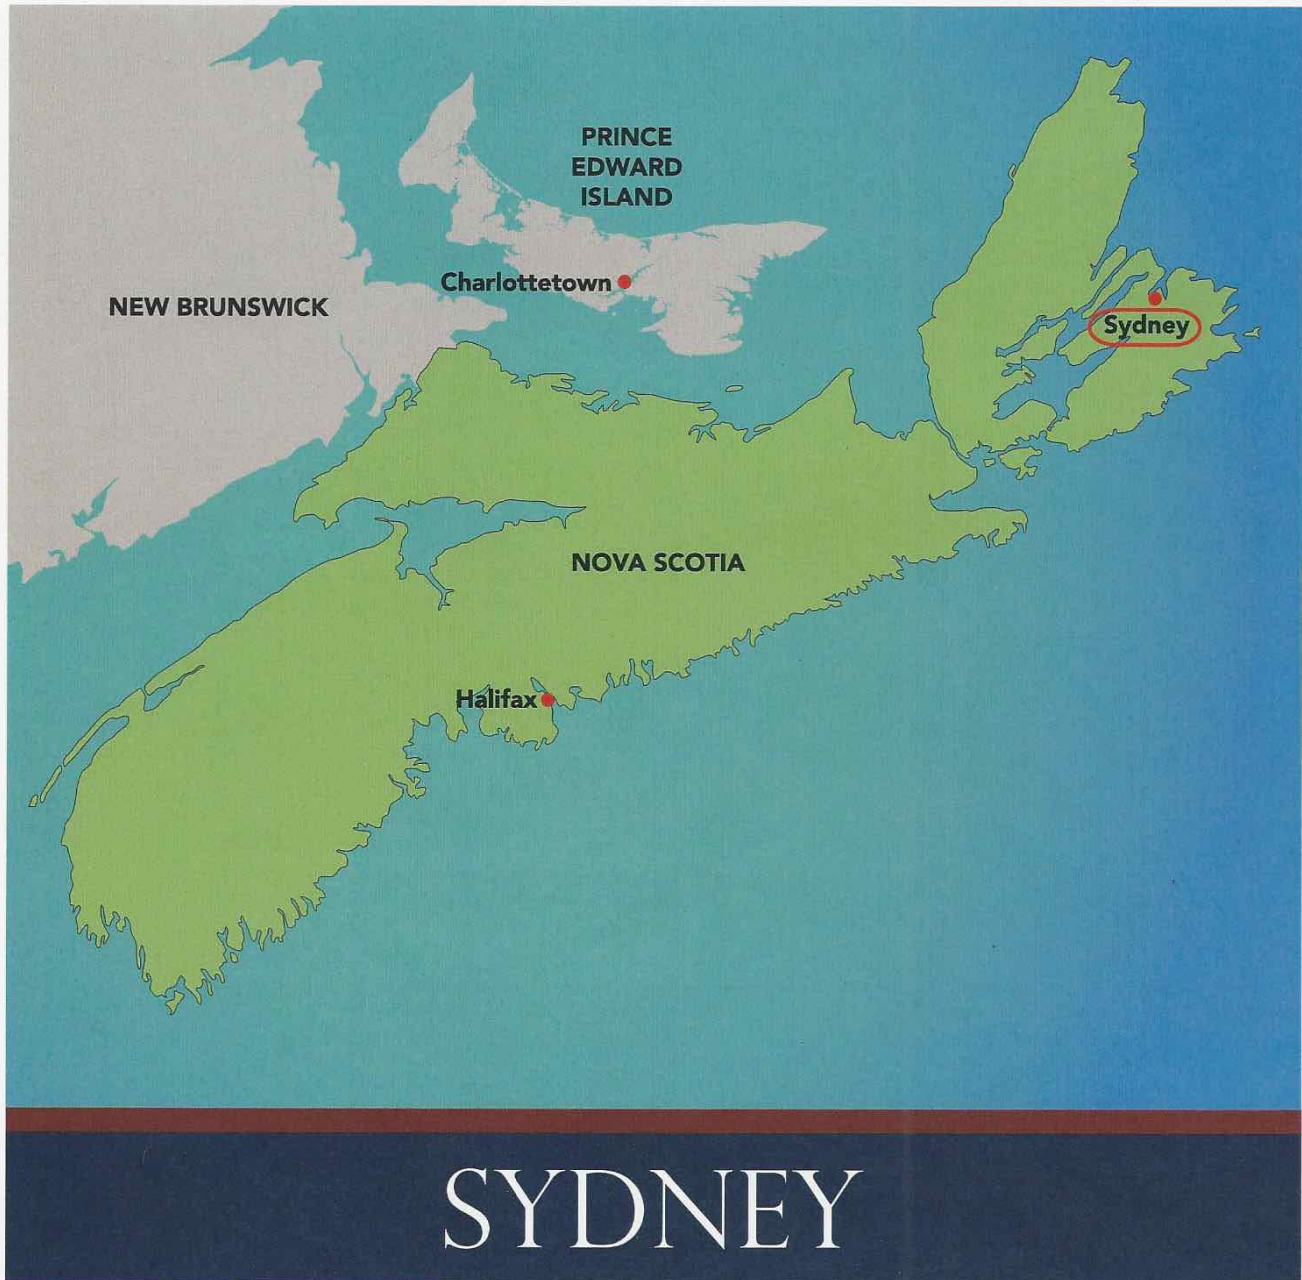 PRINCE
EDWARD
ISLAND
Charlottetown
NEW BRUNSWICK
Sydney
NOVA SCOTIA
Halifax
SYDNEY